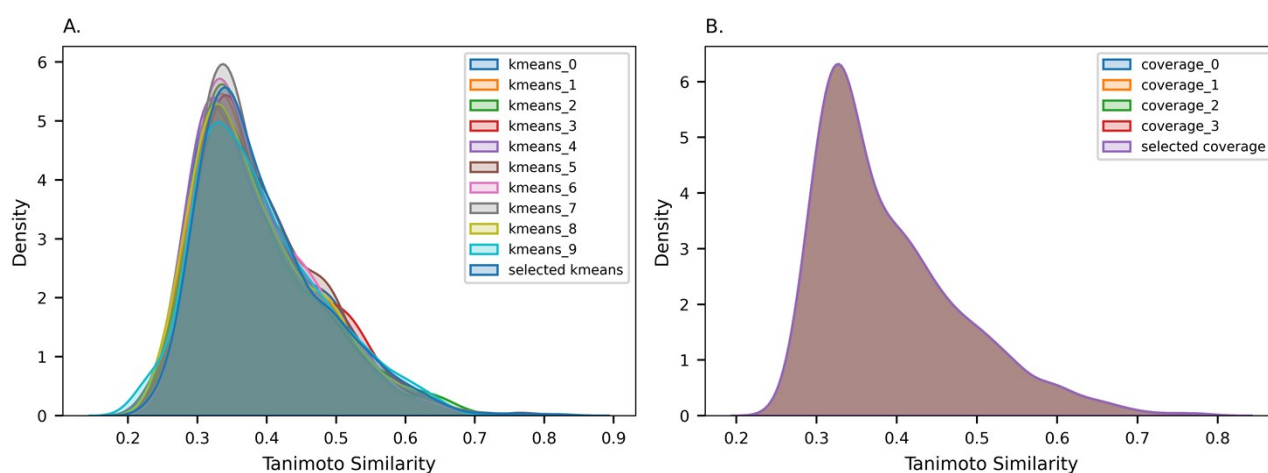 A.
Density
6
5
4
3
2
1
0
0.2 0.3 0.4 0.5 0.6 0.7 0.8 0.9
Tanimoto Similarity
kmeans_0
kmeans_1
kmeans_2
kmeans_3
kmeans_4
kmeans_5
kmeans_6
kmeans_7
kmeans_8
kmeans_9
selected kmeans
B.
Density
6
5
4
3
2
1
0
0.2 0.3 0.4 0.5 0.6 0.7 0.8
Tanimoto Similarity
coverage_0
coverage_1
coverage_2
coverage_3
selected coverage